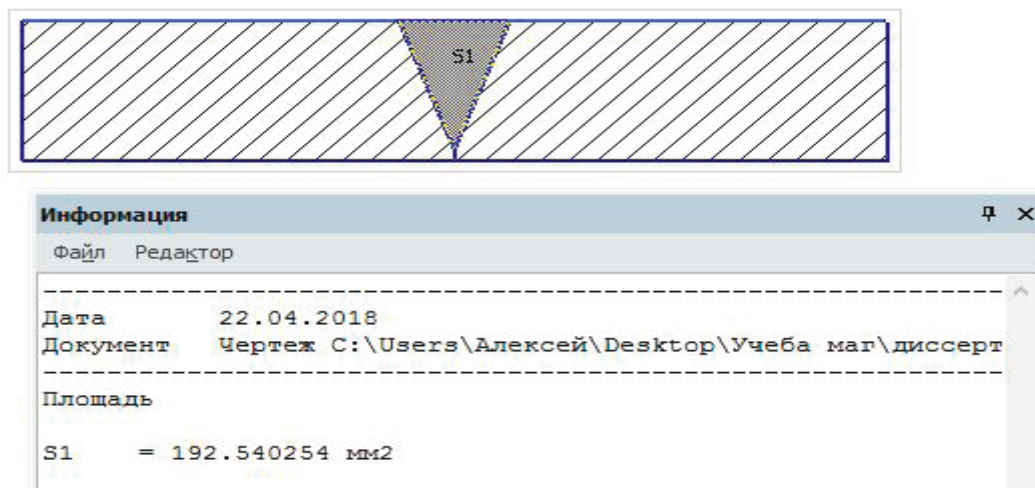 S1
Информация
Файл Редактор
Дата 22.04.2018
Документ Чертеж C:\Users\Алексей\Desktop\Учеба маг\диссерт
Площадь
S1 = 192.540254 мм2